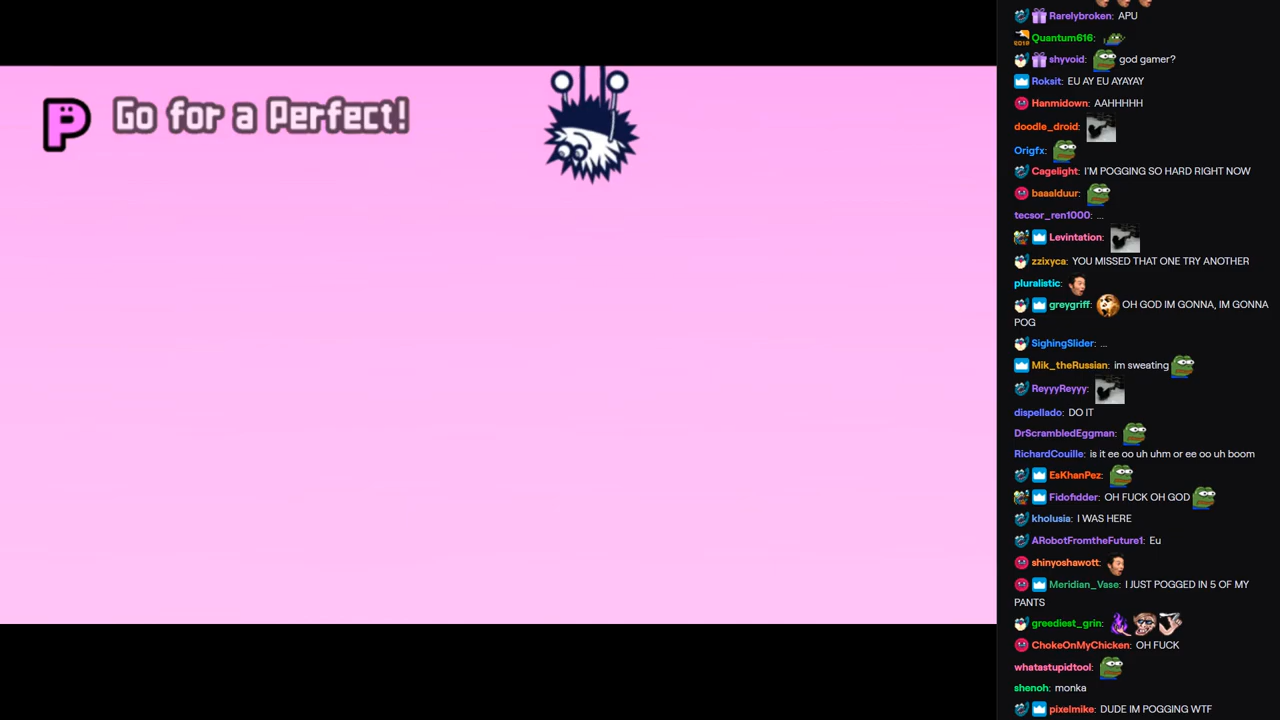 P Go for a Perfect!
Rarelybroken: APU
2019 Quantum616:
shyvoid: god gamer?
Roksit: EU AY EU AYAYAY
Hanmidown: AAHHHHH
doodle_droid:
Origfx:
Cagelight: I'M POGGING SO HARD RIGHT NOW
baaalduur:
tecsor_ren1000: ...
Levintation:
zzixyca: YOU MISSED THAT ONE TRY ANOTHER
pluralistic:
greygriff: OH GOD IM GONNA, IM GONNA
POG
SighingSlider: ...
Mik_theRussian: im sweating
ReyyyReyyy:
dispellado: DO IT
DrScrambledEggman:
RichardCouille: is it ee oo uh uhm or ee oo uh boom
EsKhanPez:
Fidofidder: OH FUCK OH GOD
kholusia: I WAS HERE
ARobotFromtheFuture1: Eu
shinyoshawott:
Meridian_Vase: I JUST POGGED IN 5 OF MY
PANTS
greediest_grin:
ChokeOnMyChicken: OH FUCK
whatastupidtool:
shenoh: monka
pixelmike: DUDE IM POGGING WTF